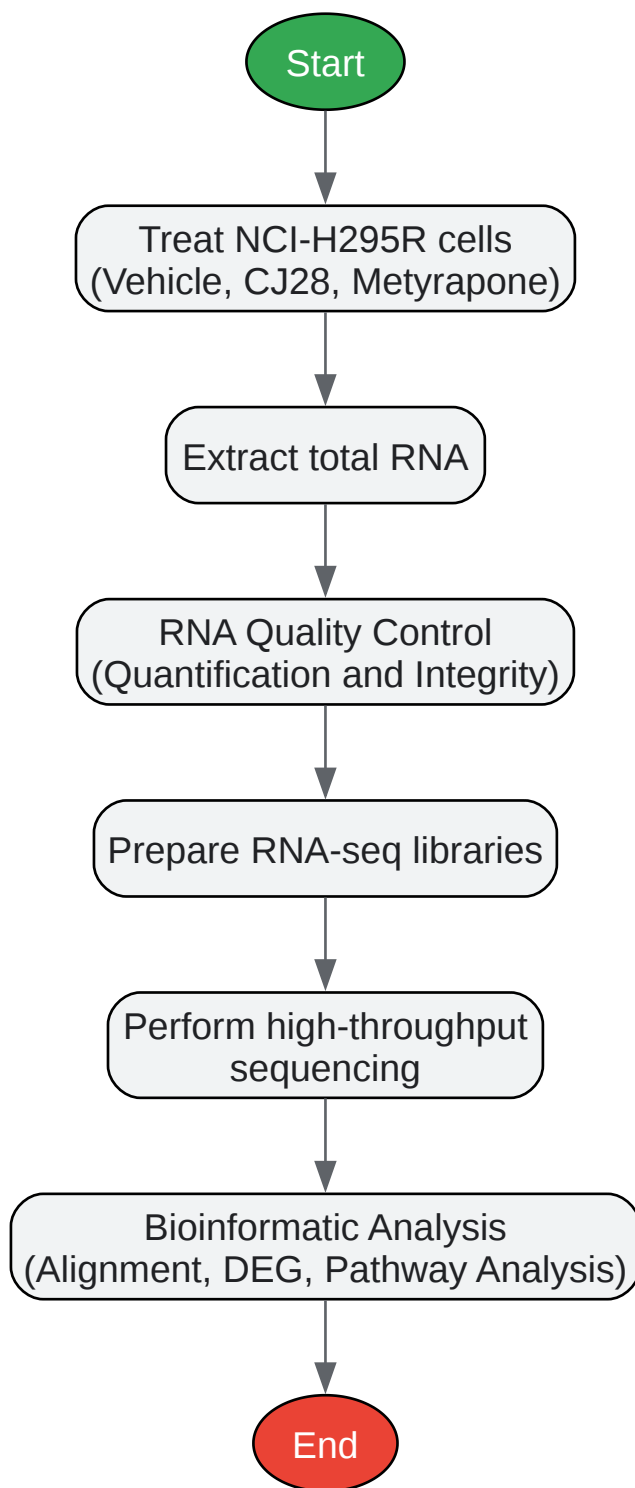 Start
Treat NCI-H295R cells
(Vehicle, CJ28, Metyrapone)
Extract total RNA
RNA Quality Control
(Quantification and Integrity)
Prepare RNA-seq libraries
Perform high-throughput
sequencing
Bioinformatic Analysis
(Alignment, DEG, Pathway Analysis)
End